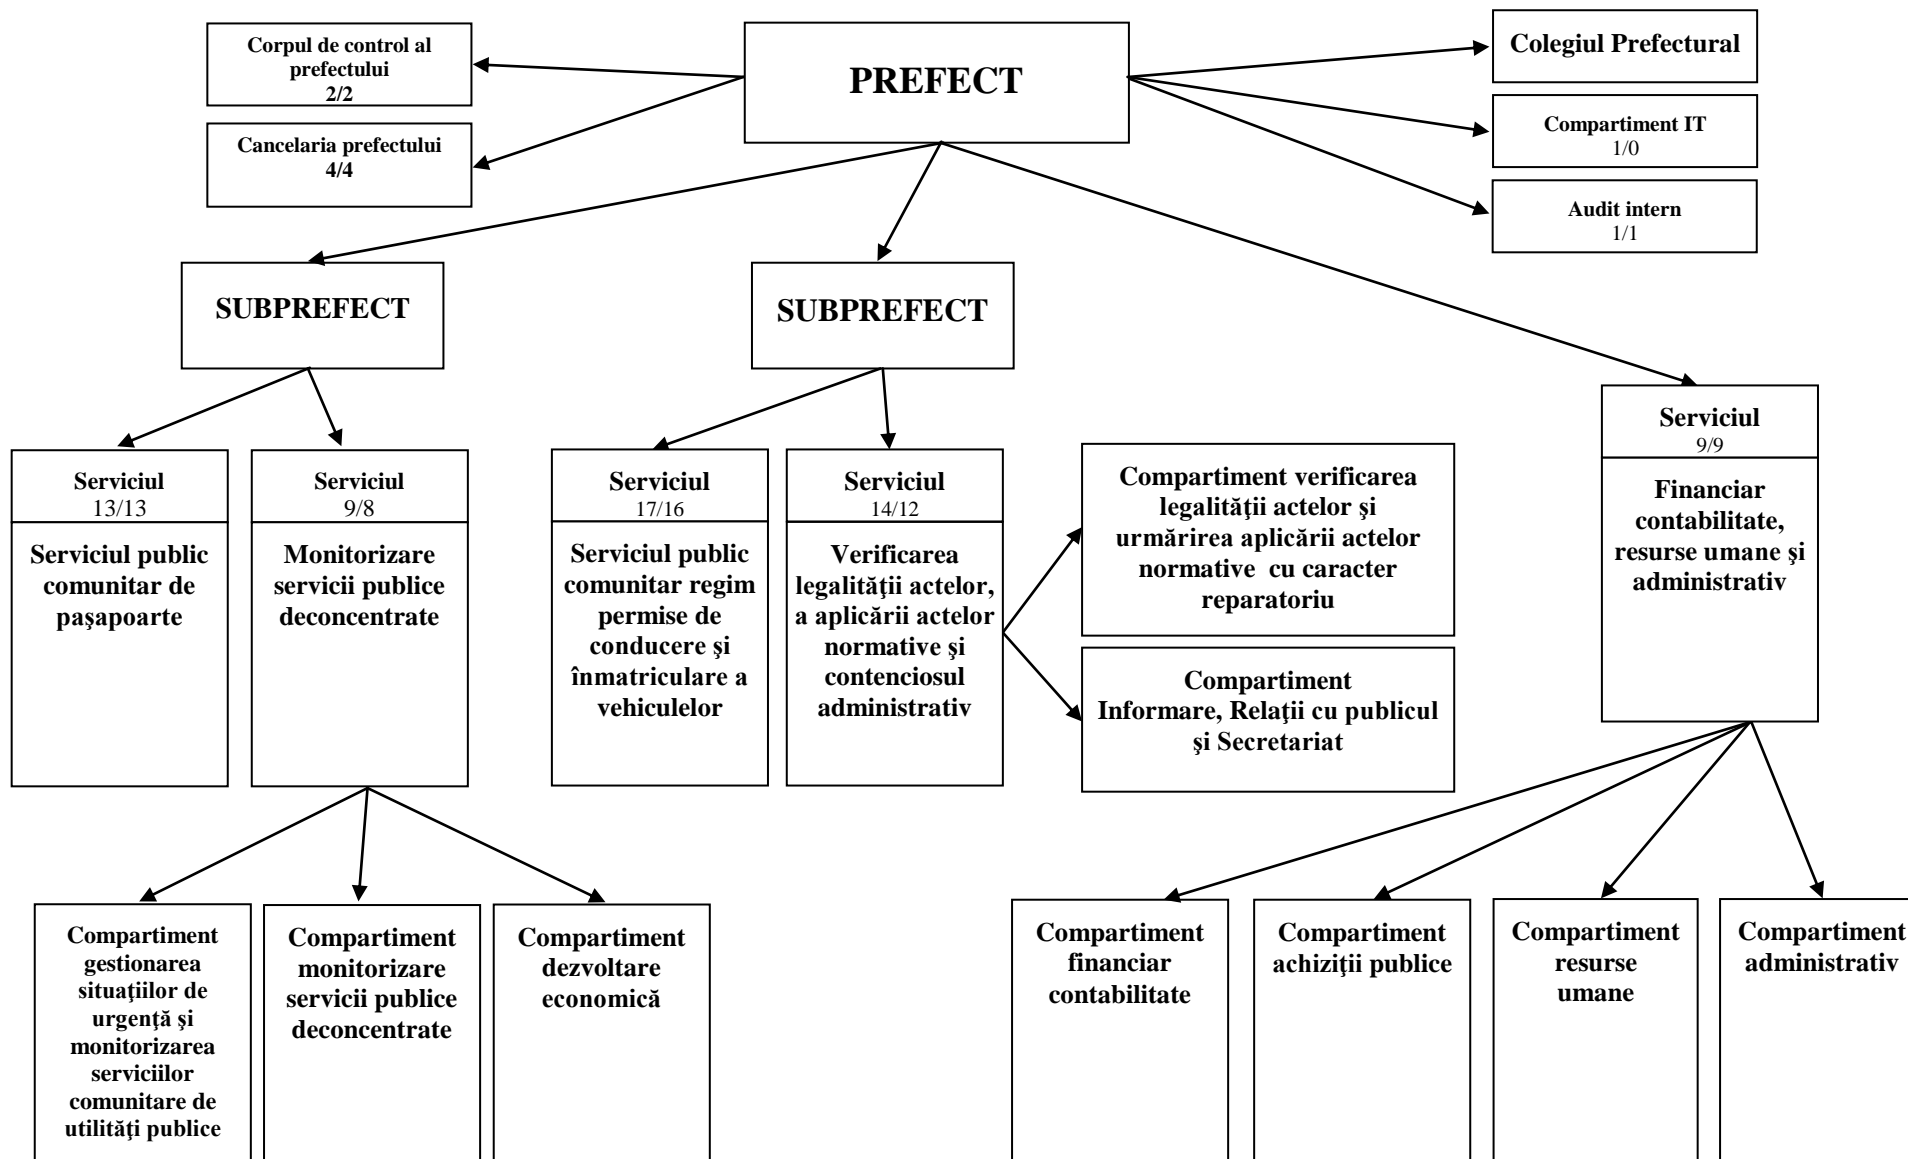 Corpul de control al
prefectului
2/2
Cancelaria prefectului
4/4
PREFECT
Colegiul Prefectural
Compartiment IT
1/0
Audit intern
1/1
SUBPREFECT
SUBPREFECT
Serviciul
9/9
Financiar
contabilitate,
resurse umane şi
administrativ
Serviciul
13/13
Serviciul public
comunitar de
paşapoarte
Serviciul
9/8
Monitorizare
servicii publice
deconcentrate
Serviciul
17/16
Serviciul public
comunitar regim
permise de
conducere şi
înmatriculare a
vehiculelor
Serviciul
14/12
Verificarea
legalităţii actelor,
a aplicării actelor
normative şi
contenciosul
administrativ
Compartiment verificarea
legalităţii actelor şi
urmărirea aplicării actelor
normative  cu caracter
reparatoriu
Compartiment
Informare, Relaţii cu publicul
şi Secretariat
Compartiment
gestionarea
situaţiilor de
urgenţă şi
monitorizarea
serviciilor
comunitare de
utilităţi publice
Compartiment
monitorizare
servicii publice
deconcentrate
Compartiment
dezvoltare
economică
Compartiment
financiar
contabilitate
Compartiment
achiziţii publice
Compartiment
resurse
umane
Compartiment
administrativ